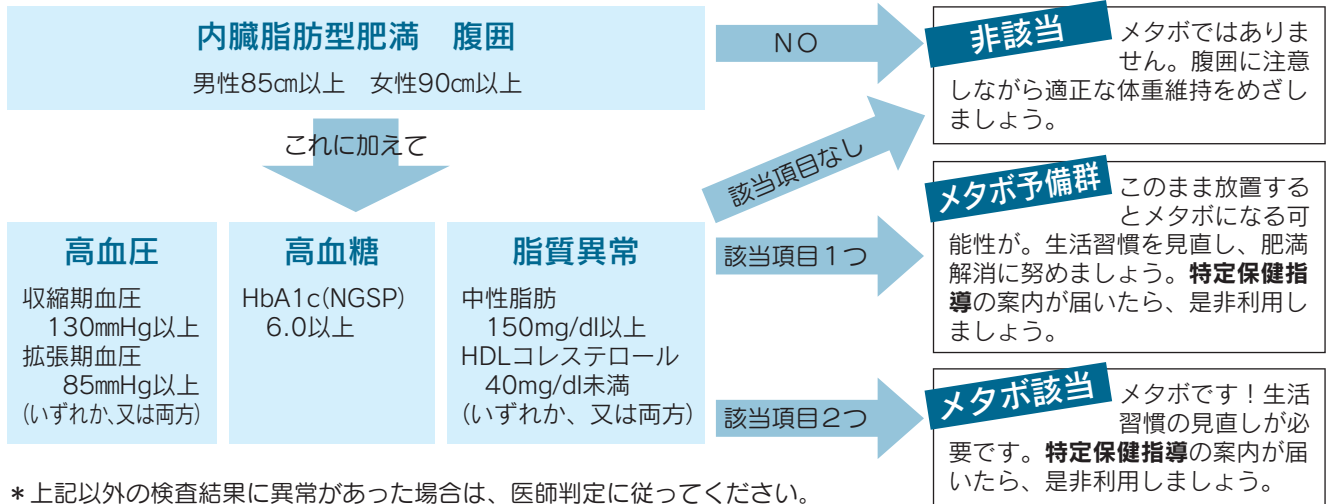 内臓脂肪型肥満　腹囲
男性85㎝以上　女性90㎝以上
これに加えて
高血圧
収縮期血圧
130㎜Hg以上
拡張期血圧
85㎜Hg以上
(いずれか、又は両方)
高血糖
HbA1c(NGSP)
6.0以上
脂質異常
中性脂肪
150mg/dl以上
HDLコレステロール
40mg/dl未満
(いずれか、又は両方)
NO
該当項目なし
該当項目1つ
該当項目2つ
非該当
メタボではありま
せん。腹囲に注意
しながら適正な体重維持をめざし
ましょう。
メタボ予備群
このまま放置する
とメタボになる可
能性が。生活習慣を見直し、肥満
解消に努めましょう。特定保健指
導の案内が届いたら、是非利用し
ましょう。
メタボ該当
メタボです！生活
習慣の見直しが必
要です。特定保健指導の案内が届
いたら、是非利用しましょう。
＊上記以外の検査結果に異常があった場合は、医師判定に従ってください。